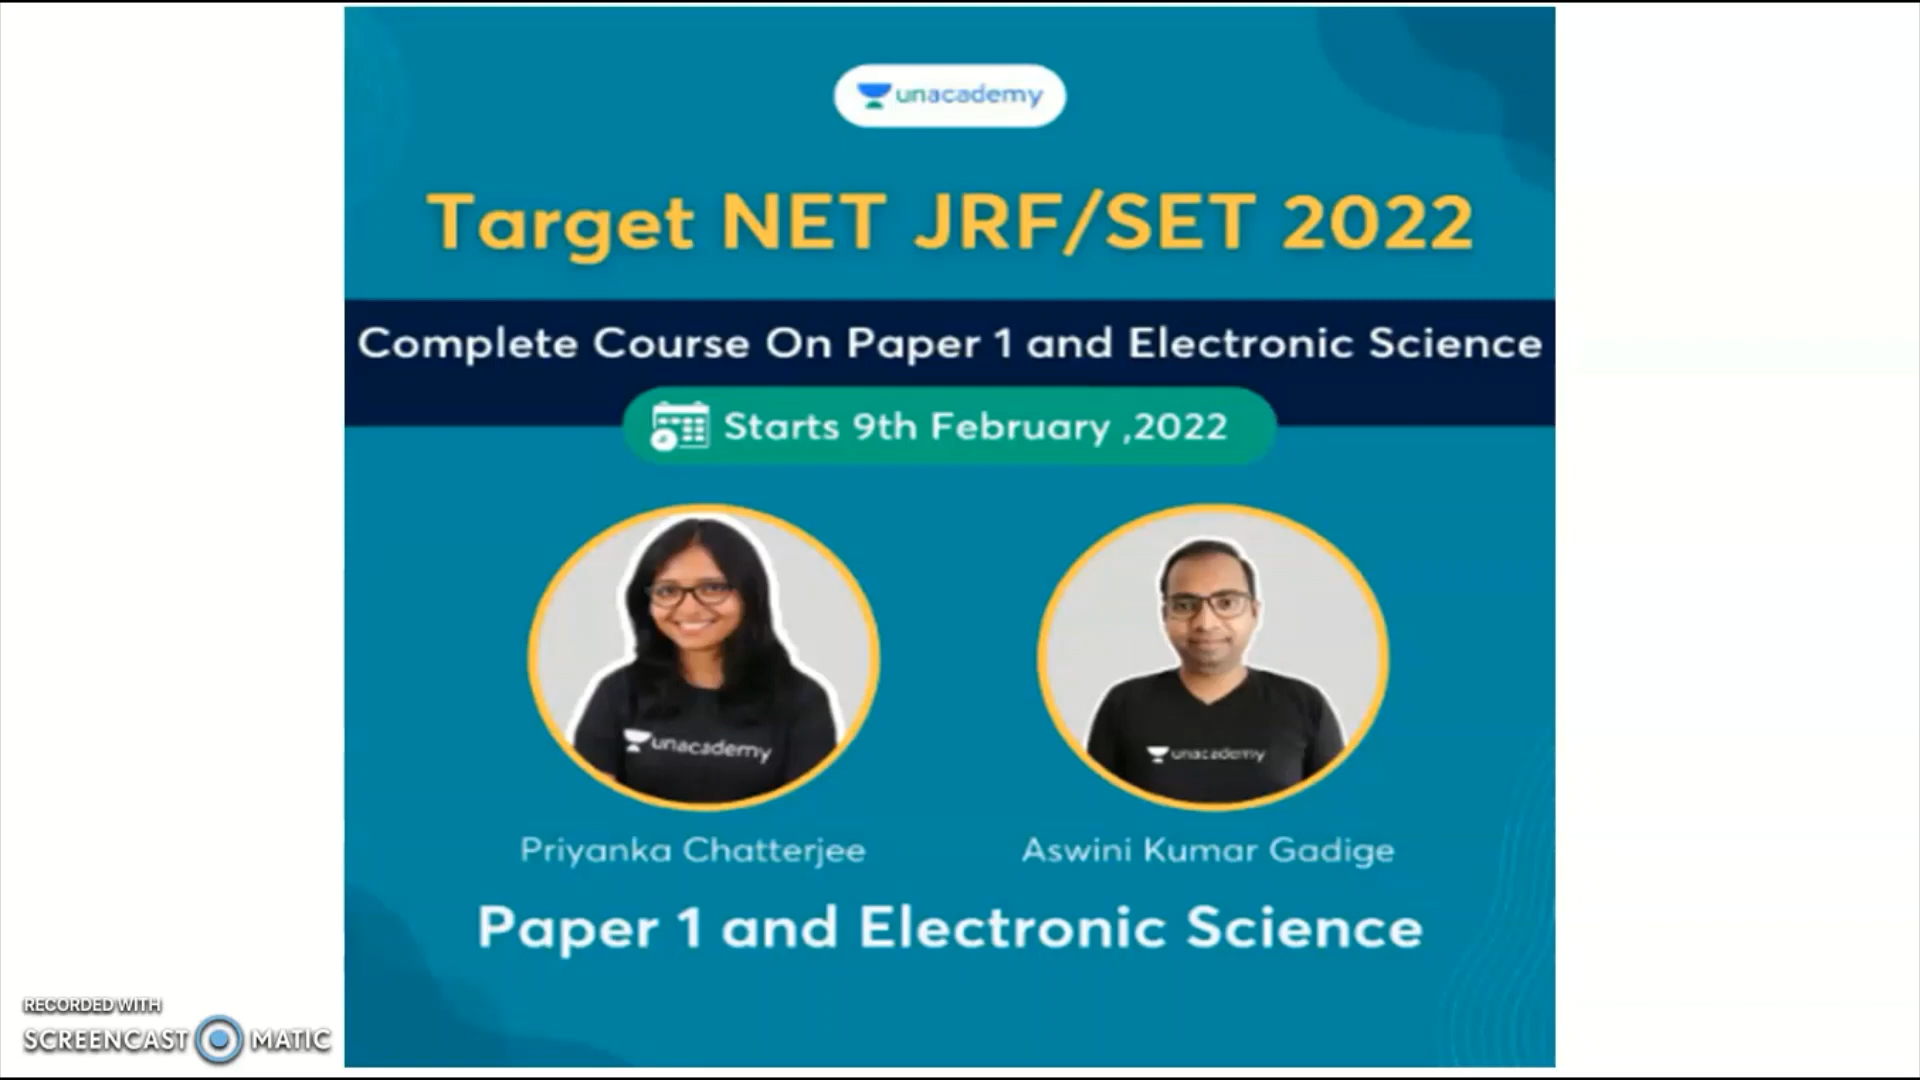 unacademy
Target NET JRF/SET 2022
Complete Course On Paper 1 and Electronic Science
Starts 9th February ,2022
unacademy
unacademy
Priyanka Chatterjee
Aswini Kumar Gadige
Paper 1 and Electronic Science
RECORDED WITH
SCREENCAST MATIC